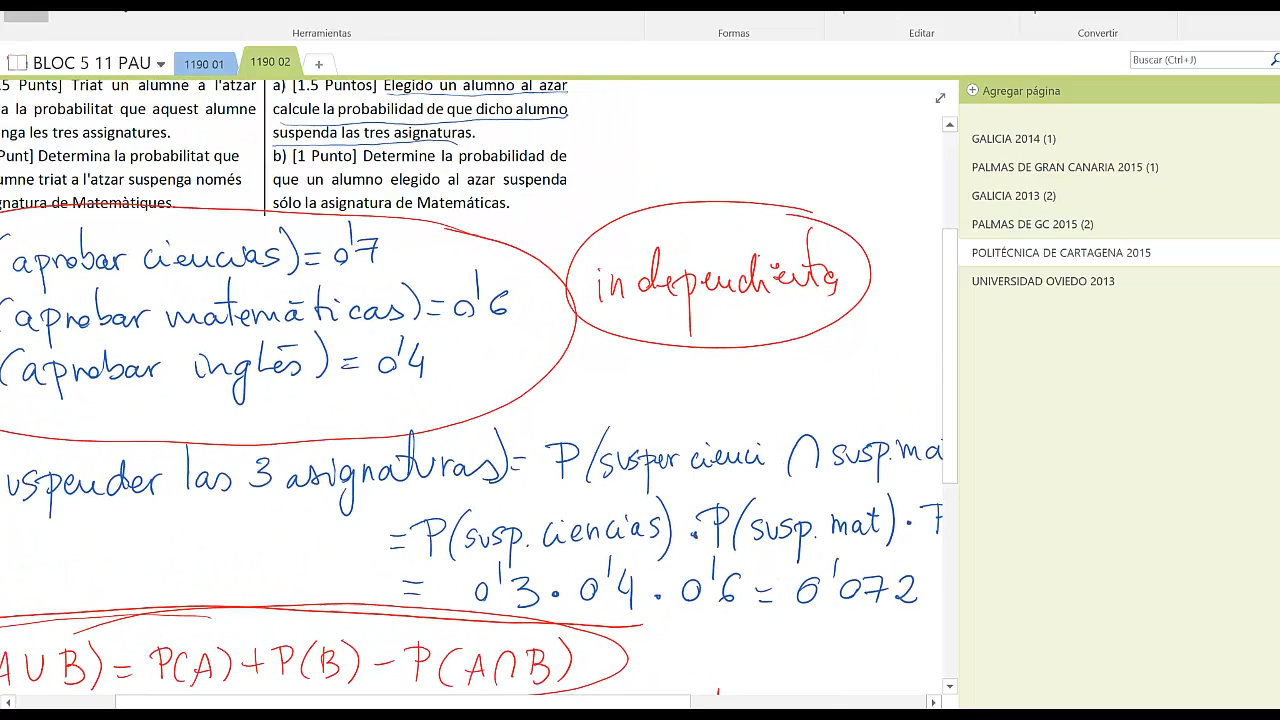 Herramientas
Formas
Editar
Convertir
BLOC 5 11 PAU
1190 01
1190 02
Buscar (Ctrl+J)
Agregar página
GALICIA 2014 (1)
PALMAS DE GRAN CANARIA 2015 (1)
GALICIA 2013 (2)
PALMAS DE GC 2015 (2)
POLITÉCNICA DE CARTAGENA 2015
UNIVERSIDAD OVIEDO 2013
.5 Punts] Triat un alumne a l'atzar
a la probabilitat que aquest alumne
nga les tres assignatures.
Punt] Determina la probabilitat que
umne triat a l'atzar suspenga només
gnatura de Matemàtiques.
a) [1.5 Puntos] Elegido un alumno al azar
calcule la probabilidad de que dicho alumno
suspenda las tres asignaturas.
b) [1 Punto] Determine la probabilidad de
que un alumno elegido al azar suspenda
sólo la asignatura de Matemáticas.
(aprobar ciencias) = 0'7
(aprobar matemáticas) = 0'6
(aprobar inglés) = 0'4
independientes
uspender las 3 asignaturas) = P(susper cienci ∩ susp.ma
= P(susp. ciencias) · P(susp. mat) · P
= 0'3 · 0'4 · 0'6 = 0'072
A ∪ B) = P(A) + P(B) - P(A ∩ B)